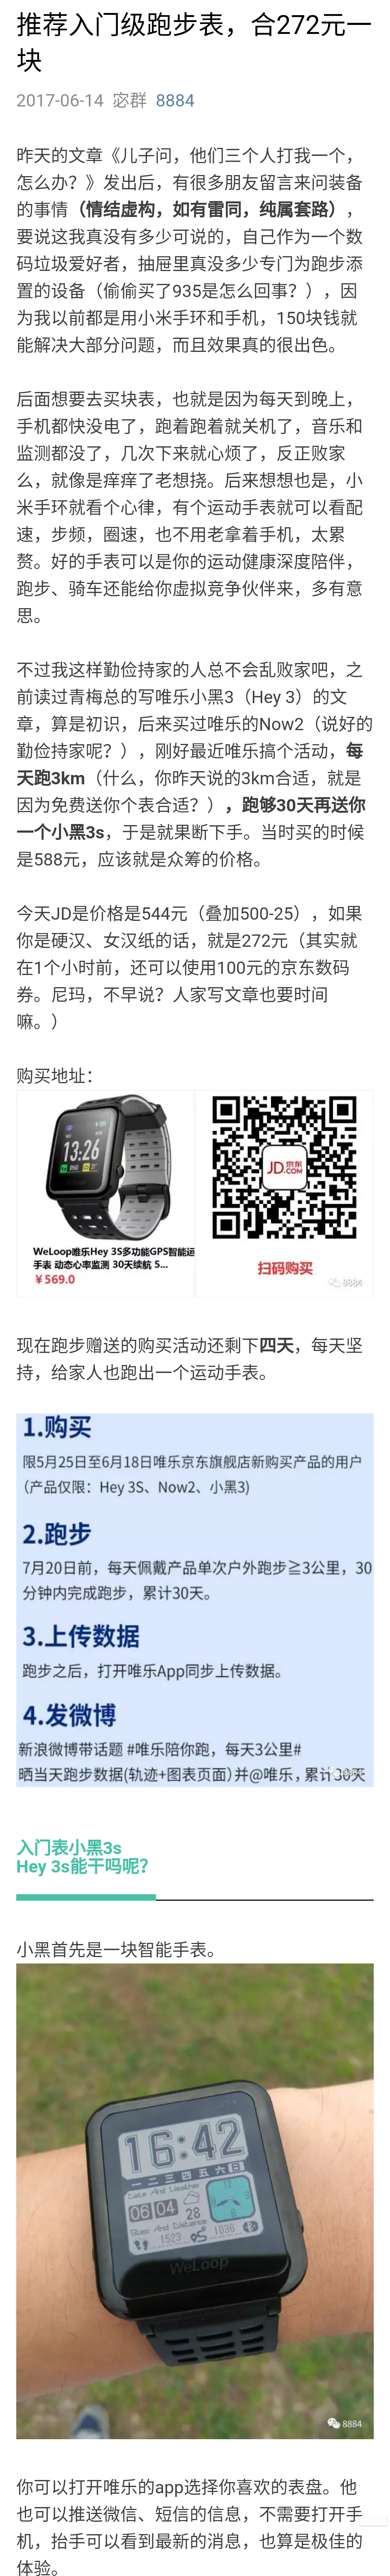 推荐入门级跑步表，合272元一
块
2017-06-14 宓群 8884
昨天的文章《儿子问，他们三个人打我一个，
怎么办？》发出后，有很多朋友留言来问装备
的事情（情结虚构，如有雷同，纯属套路），
要说这我真没有多少可说的，自己作为一个数
码垃圾爱好者，抽屉里真没多少专门为跑步添
置的设备（偷偷买了935是怎么回事？），因
为我以前都是用小米手环和手机，150块钱就
能解决大部分问题，而且效果真的很出色。
后面想要去买块表，也就是因为每天到晚上，
手机都快没电了，跑着跑着就关机了，音乐和
监测都没了，几次下来就心烦了，反正败家
么，就像是痒痒了老想挠。后来想想也是，小
米手环就看个心律，有个运动手表就可以看配
速，步频，圈速，也不用老拿着手机，太累
赘。好的手表可以是你的运动健康深度陪伴，
跑步、骑车还能给你虚拟竞争伙伴来，多有意
思。
不过我这样勤俭持家的人总不会乱败家吧，之
前读过青梅总的写唯乐小黑3（Hey 3）的文
章，算是初识，后来买过唯乐的Now2（说好的
勤俭持家呢？），刚好最近唯乐搞个活动，每
天跑3km（什么，你昨天说的3km合适，就是
因为免费送你个表合适？），跑够30天再送你
一个小黑3s，于是就果断下手。当时买的时候
是588元，应该就是众筹的价格。
今天JD是价格是544元（叠加500-25），如果
你是硬汉、女汉纸的话，就是272元（其实就
在1个小时前，还可以使用100元的京东数码
券。尼玛，不早说？人家写文章也要时间
嘛。）
购买地址：
13:26
WeLoop唯乐Hey 3S多功能GPS智能运
手表 动态心率监测 30天续航 5...
￥569.0
JD.京东
.COM
扫码购买
8884
现在跑步赠送的购买活动还剩下四天，每天坚
持，给家人也跑出一个运动手表。
1.购买
限5月25日至6月18日唯乐京东旗舰店新购买产品的用户
（产品仅限：Hey 3S、Now2、小黑3）
2.跑步
7月20日前，每天佩戴产品单次户外跑步≧3公里，30
分钟内完成跑步，累计30天。
3.上传数据
跑步之后，打开唯乐App同步上传数据。
4.发微博
新浪微博带话题 #唯乐陪你跑，每天3公里#
晒当天跑步数据(轨迹+图表页面)并@唯乐，累计30天
入门表小黑3s
Hey 3s能干吗呢？
小黑首先是一块智能手表。
16:42
一二三四五六日
Date And Weather
06 04 28
Step And Distance
1523 1036
WeLoop
8884
你可以打开唯乐的app选择你喜欢的表盘。他
也可以推送微信、短信的信息，不需要打开手
机，抬手可以看到最新的消息，也算是极佳的
体验。